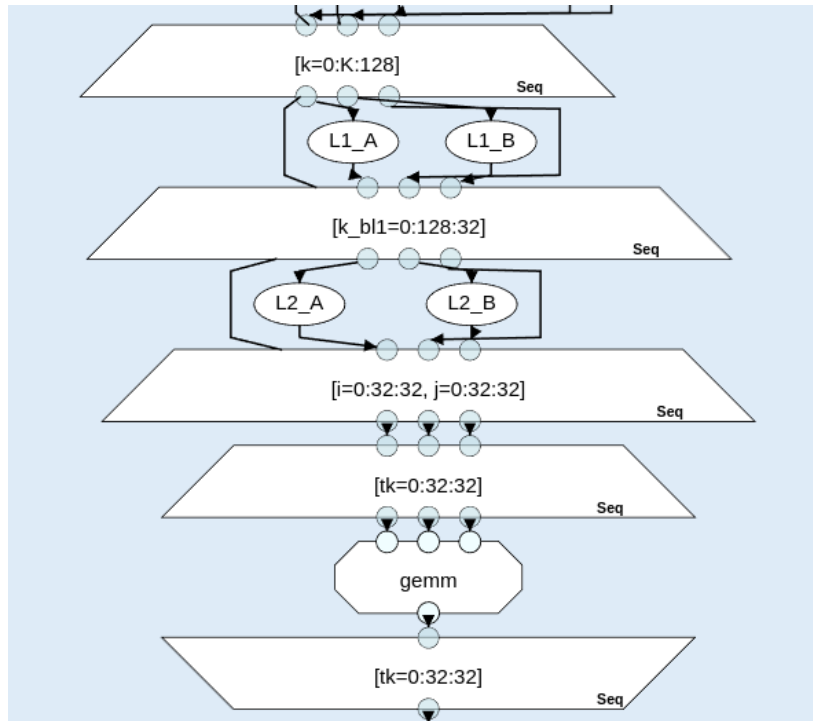 [k=0:K:128]
Seq
L1_A
L1_B
[k_bl1=0:128:32]
Seq
L2_A
L2_B
[i=0:32:32, j=0:32:32]
Seq
[tk=0:32:32]
Seq
gemm
[tk=0:32:32]
Seq